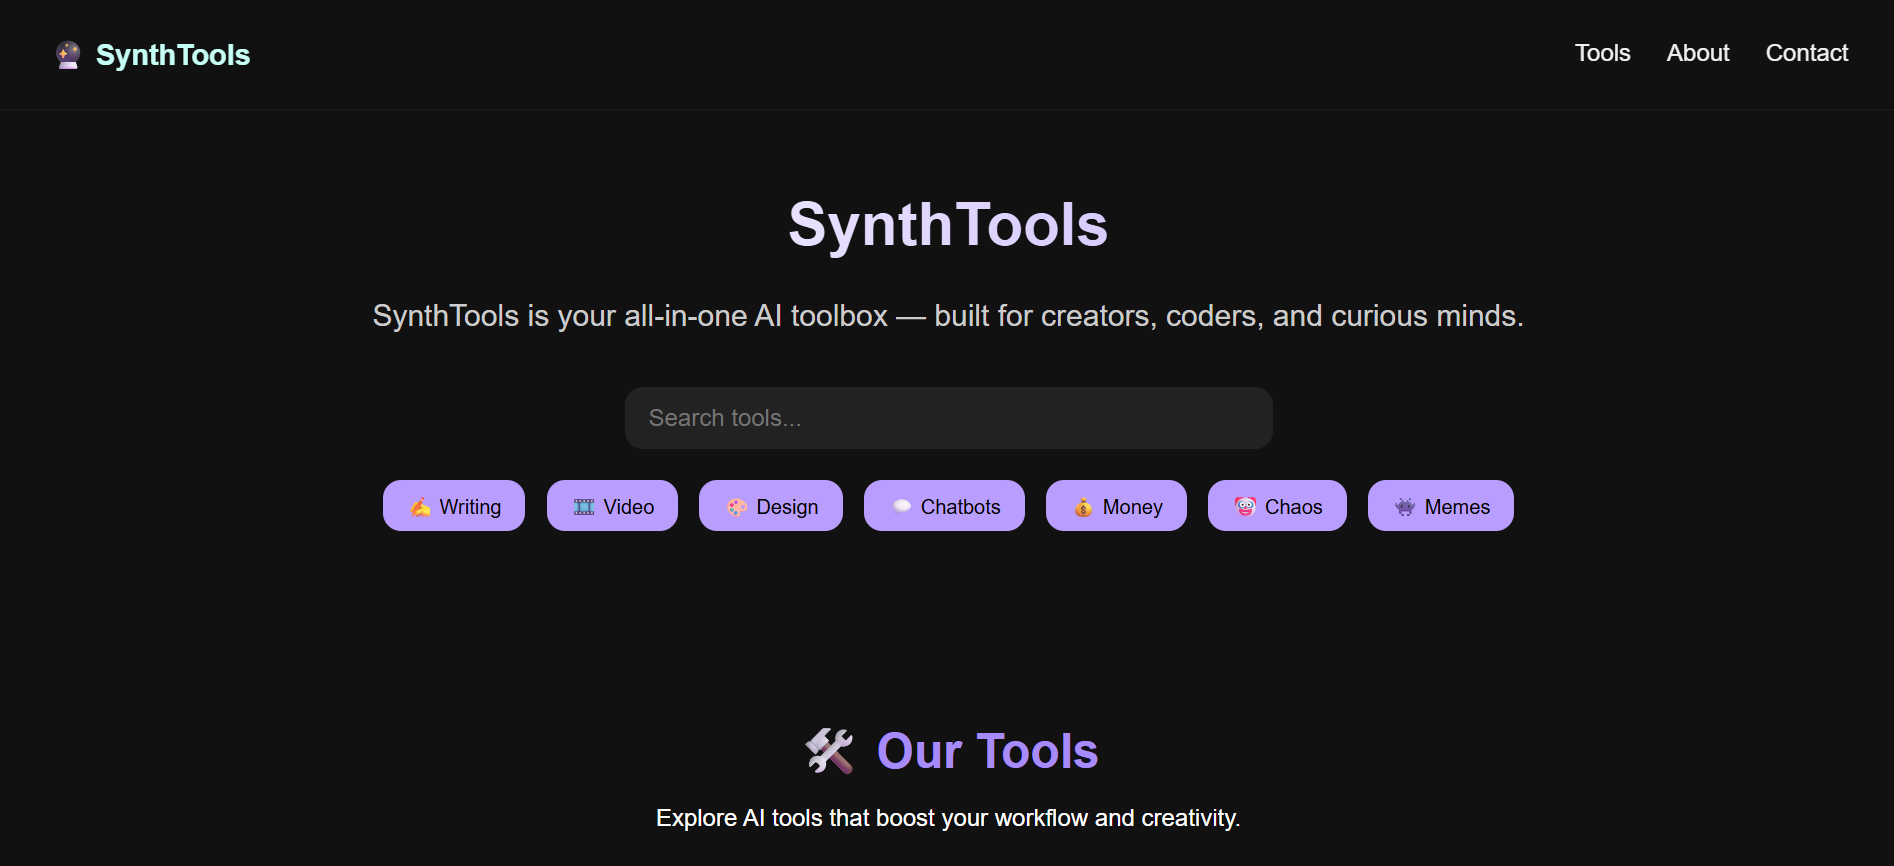 SynthTools
Tools About Contact
SynthTools
SynthTools is your all-in-one AI toolbox — built for creators, coders, and curious minds.
Search tools...
Writing Video Design Chatbots Money Chaos Memes
Our Tools
Explore AI tools that boost your workflow and creativity.